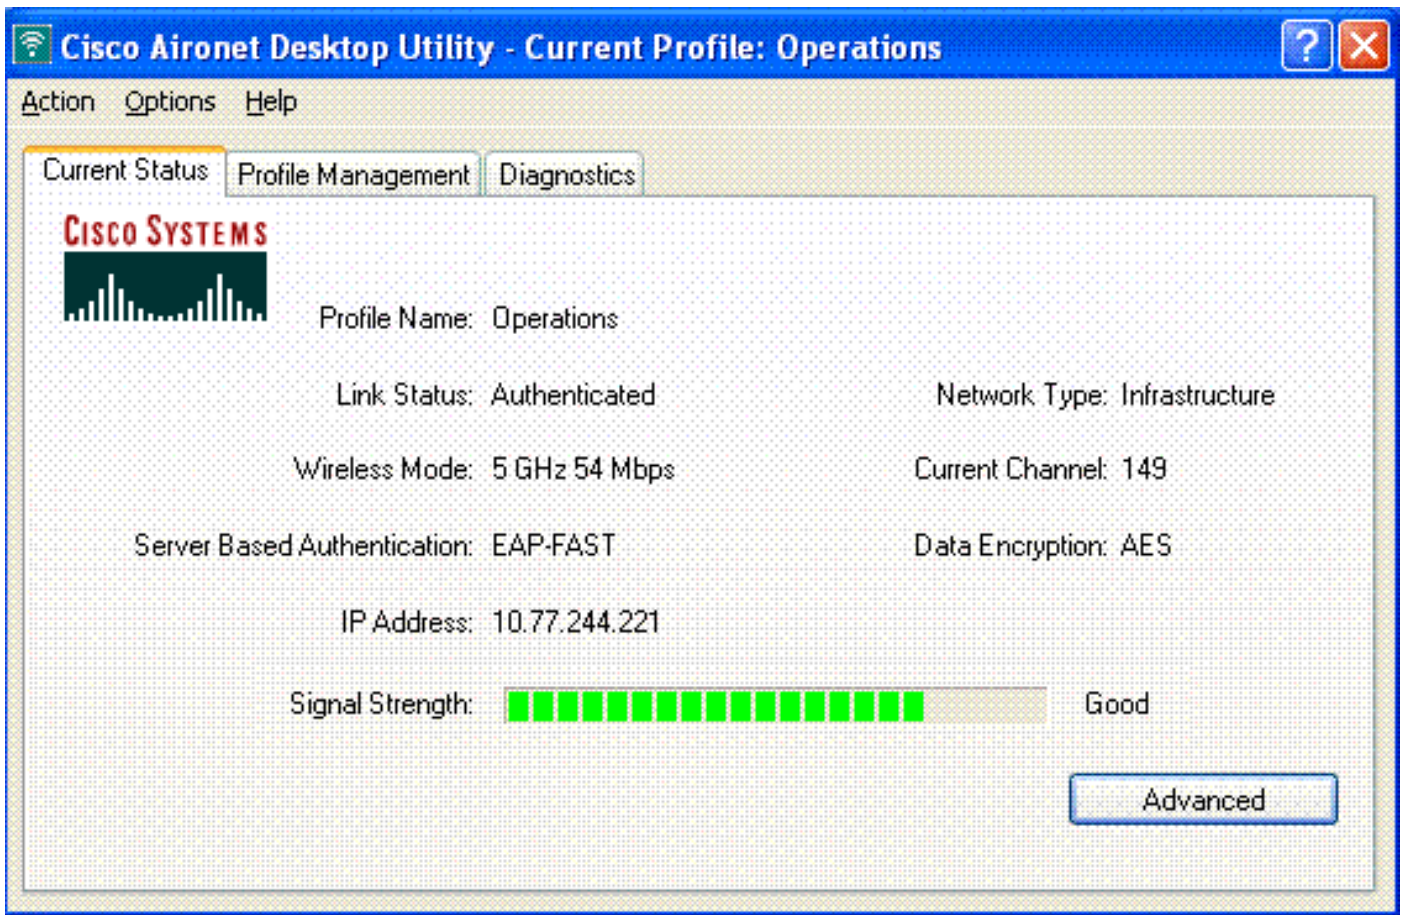 Cisco Aironet Desktop Utility - Current Profile: Operations
?
Action Options Help
Current Status Profile Management Diagnostics
CISCO SYSTEMS
Profile Name: Operations
Link Status: Authenticated Network Type: Infrastructure
Wireless Mode: 5 GHz 54 Mbps Current Channel: 149
Server Based Authentication: EAP-FAST Data Encryption: AES
IP Address: 10.77.244.221
Signal Strength: Good
Advanced